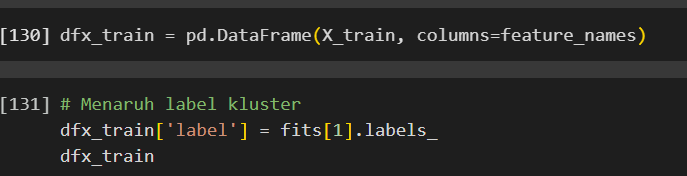 [130] dfx_train = pd.DataFrame(X_train, columns=feature_names)
[131] # Menaruh label kluster
dfx_train['label'] = fits[1].labels_
dfx_train